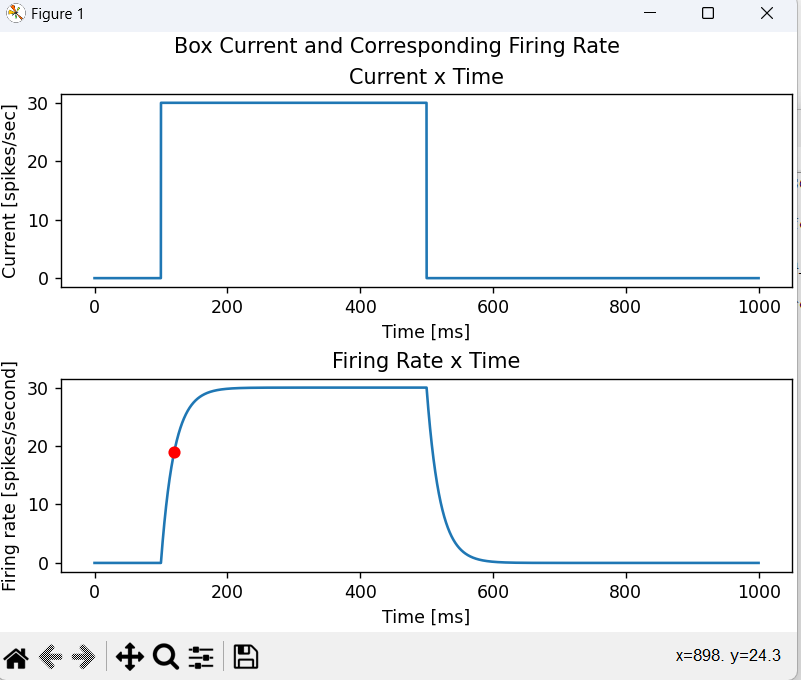 Figure 1
Box Current and Corresponding Firing Rate
Current x Time
Current [spikes/sec]
30
20
10
0
0 200 400 600 800 1000
Time [ms]
Firing Rate x Time
Firing rate [spikes/second]
30
20
10
0
0 200 400 600 800 1000
Time [ms]
x=898. y=24.3